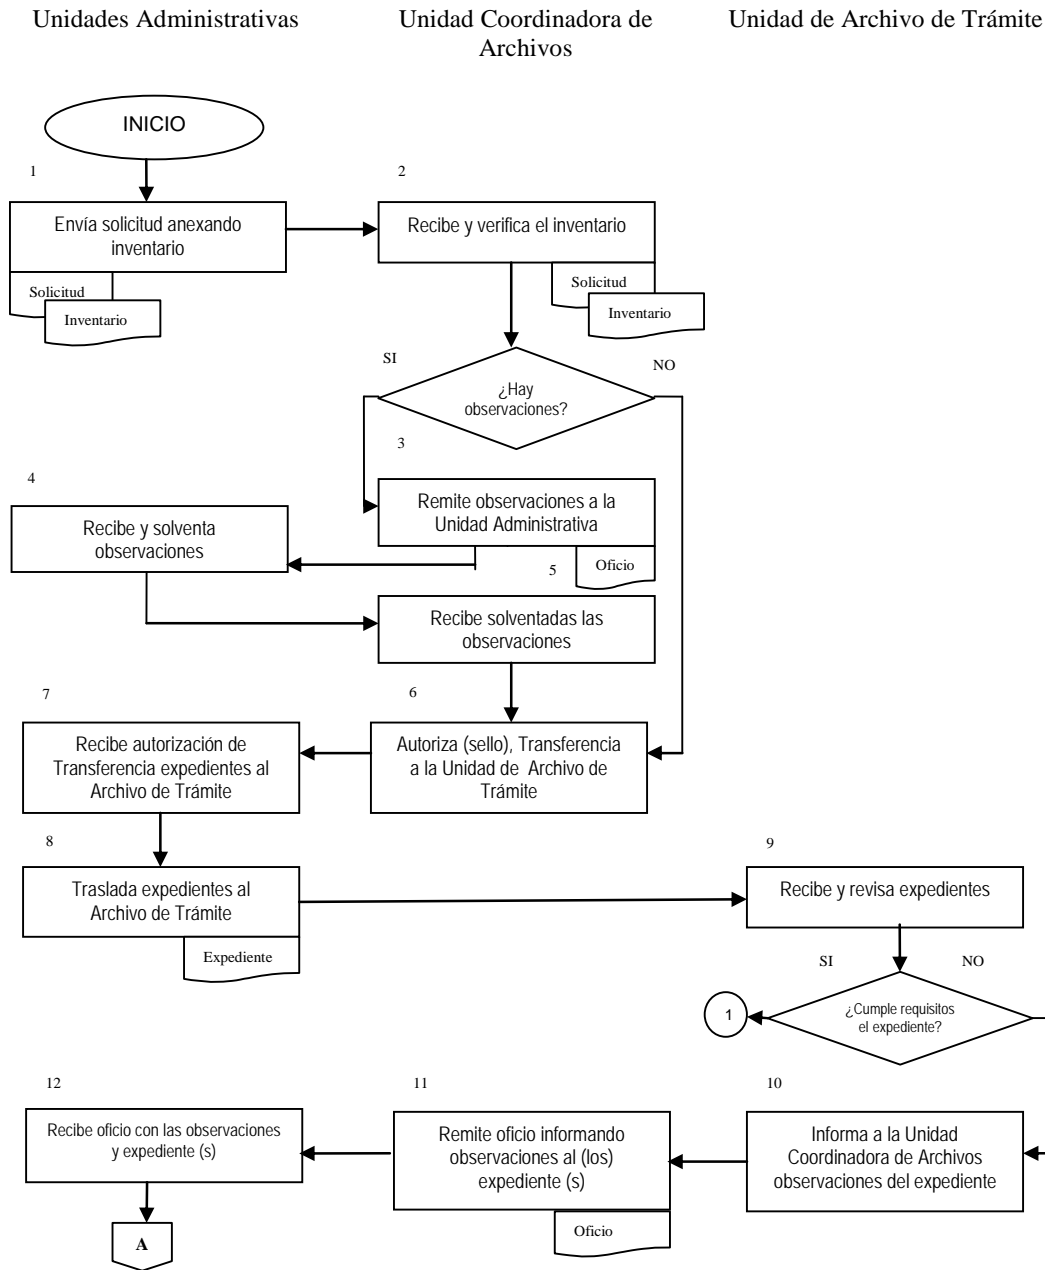 Unidades Administrativas
Unidad Coordinadora de
Archivos
Unidad de Archivo de Trámite
INICIO
1
Envía solicitud anexando
inventario
Solicitud
Inventario
2
Recibe y verifica el inventario
Solicitud
Inventario
SI
NO
¿Hay
observaciones?
3
Remite observaciones a la
Unidad Administrativa
Oficio
4
Recibe y solventa
observaciones
5
Recibe solventadas las
observaciones
6
Autoriza (sello), Transferencia
a la Unidad de Archivo de
Trámite
7
Recibe autorización de
Transferencia expedientes al
Archivo de Trámite
8
Traslada expedientes al
Archivo de Trámite
Expediente
9
Recibe y revisa expedientes
SI
NO
¿Cumple requisitos
el expediente?
1
10
Informa a la Unidad
Coordinadora de Archivos
observaciones del expediente
11
Remite oficio informando
observaciones al (los)
expediente (s)
Oficio
12
Recibe oficio con las observaciones
y expediente (s)
A